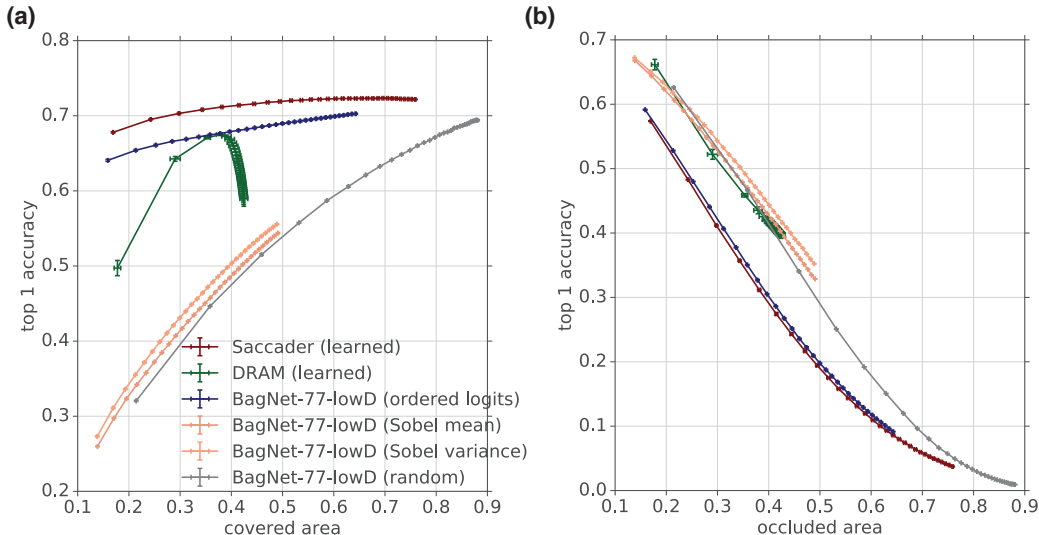 (a)
0.8
0.7
0.6
0.5
0.4
0.3
0.2
top 1 accuracy
0.1 0.2 0.3 0.4 0.5 0.6 0.7 0.8 0.9
covered area
Saccader (learned)
DRAM (learned)
BagNet-77-lowD (ordered logits)
BagNet-77-lowD (Sobel mean)
BagNet-77-lowD (Sobel variance)
BagNet-77-lowD (random)
(b)
0.7
0.6
0.5
0.4
0.3
0.2
0.1
0.0
top 1 accuracy
0.1 0.2 0.3 0.4 0.5 0.6 0.7 0.8 0.9
occluded area